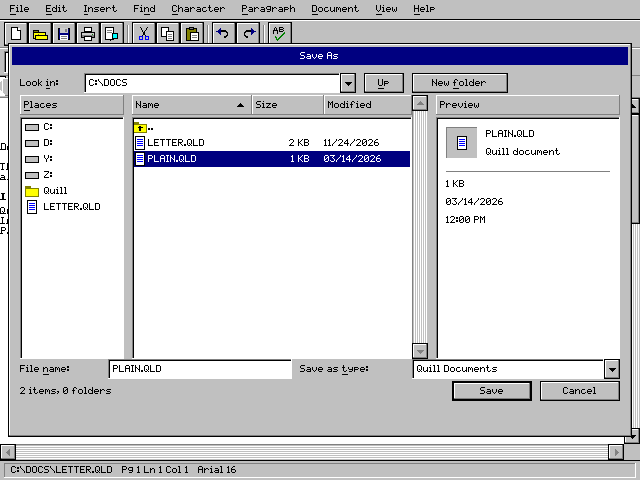 File Edit Insert Find Character Paragraph Document View Help
ABC
Save As
Look in: C:\DOCS Up New folder
Places Name Size Modified Preview
C: ..
D: LETTER.QLD 2 KB 11/24/2026
Y: PLAIN.QLD 1 KB 03/14/2026
Z:
Quill
LETTER.QLD
PLAIN.QLD
Quill document
1 KB
03/14/2026
12:00 PM
File name: PLAIN.QLD Save as type: Quill Documents
2 items, 0 folders Save Cancel
C:\DOCS\LETTER.QLD Pg 1 Ln 1 Col 1 Arial 16